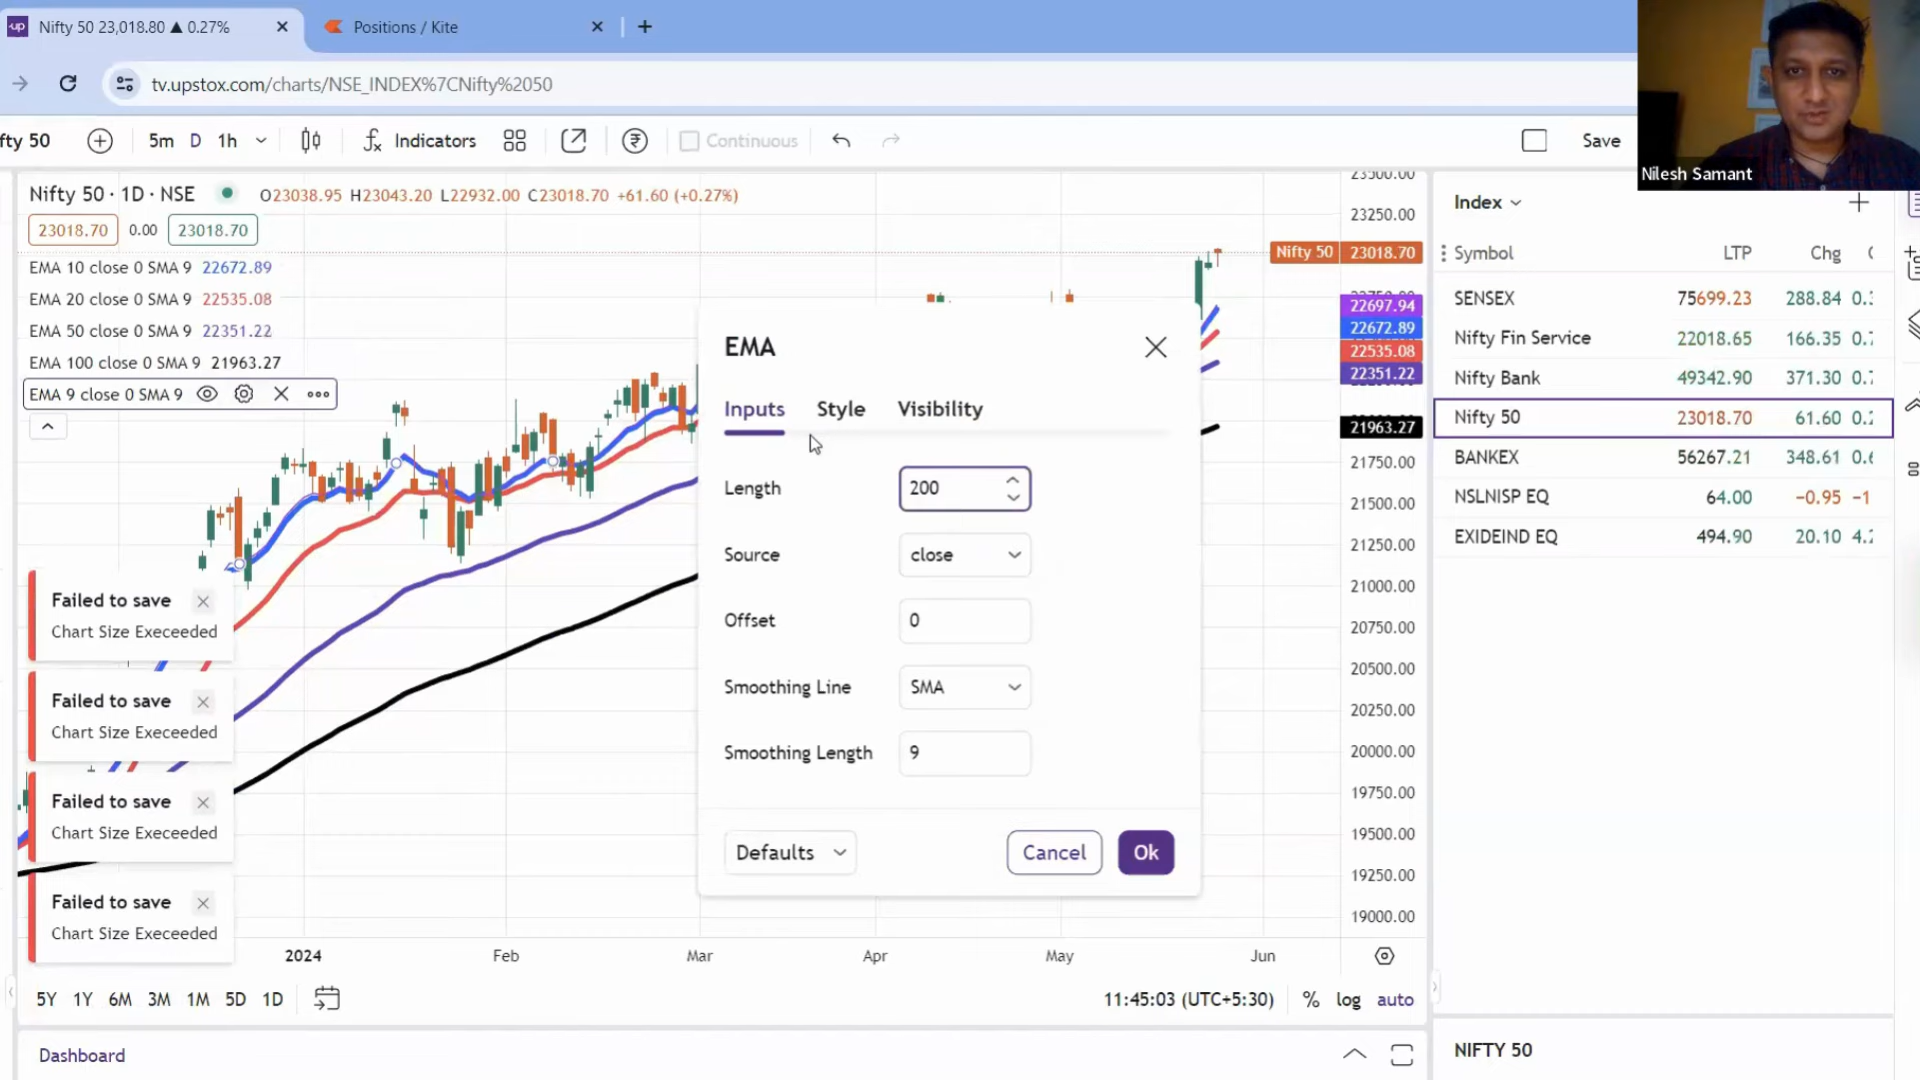 Nifty 50 23,018.80 ▲ 0.27%
Positions / Kite
tv.upstox.com/charts/NSE_INDEX%7CNifty%2050
fty 50
5m D 1h
Indicators
Continuous
Save
Nilesh Samant
Nifty 50 · 1D · NSE
O23038.95 H23043.20 L22932.00 C23018.70 +61.60 (+0.27%)
23018.70 0.00 23018.70
EMA 10 close 0 SMA 9 22672.89
EMA 20 close 0 SMA 9 22535.08
EMA 50 close 0 SMA 9 22351.22
EMA 100 close 0 SMA 9 21963.27
EMA 9 close 0 SMA 9
Failed to save
Chart Size Execeeded
Failed to save
Chart Size Execeeded
Failed to save
Chart Size Execeeded
Failed to save
Chart Size Execeeded
EMA
Inputs Style Visibility
Length 200
Source close
Offset 0
Smoothing Line SMA
Smoothing Length 9
Defaults Cancel Ok
23500.00
23250.00
Nifty 50 23018.70
22697.94
22672.89
22535.08
22351.22
21963.27
21750.00
21500.00
21250.00
21000.00
20750.00
20500.00
20250.00
20000.00
19750.00
19500.00
19250.00
19000.00
2024 Feb Mar Apr May Jun
5Y 1Y 6M 3M 1M 5D 1D
11:45:03 (UTC+5:30) % log auto
Dashboard
Index
Symbol LTP Chg
SENSEX 75699.23 288.84
Nifty Fin Service 22018.65 166.35
Nifty Bank 49342.90 371.30
Nifty 50 23018.70 61.60
BANKEX 56267.21 348.61
NSLNISP EQ 64.00 −0.95
EXIDEIND EQ 494.90 20.10
NIFTY 50